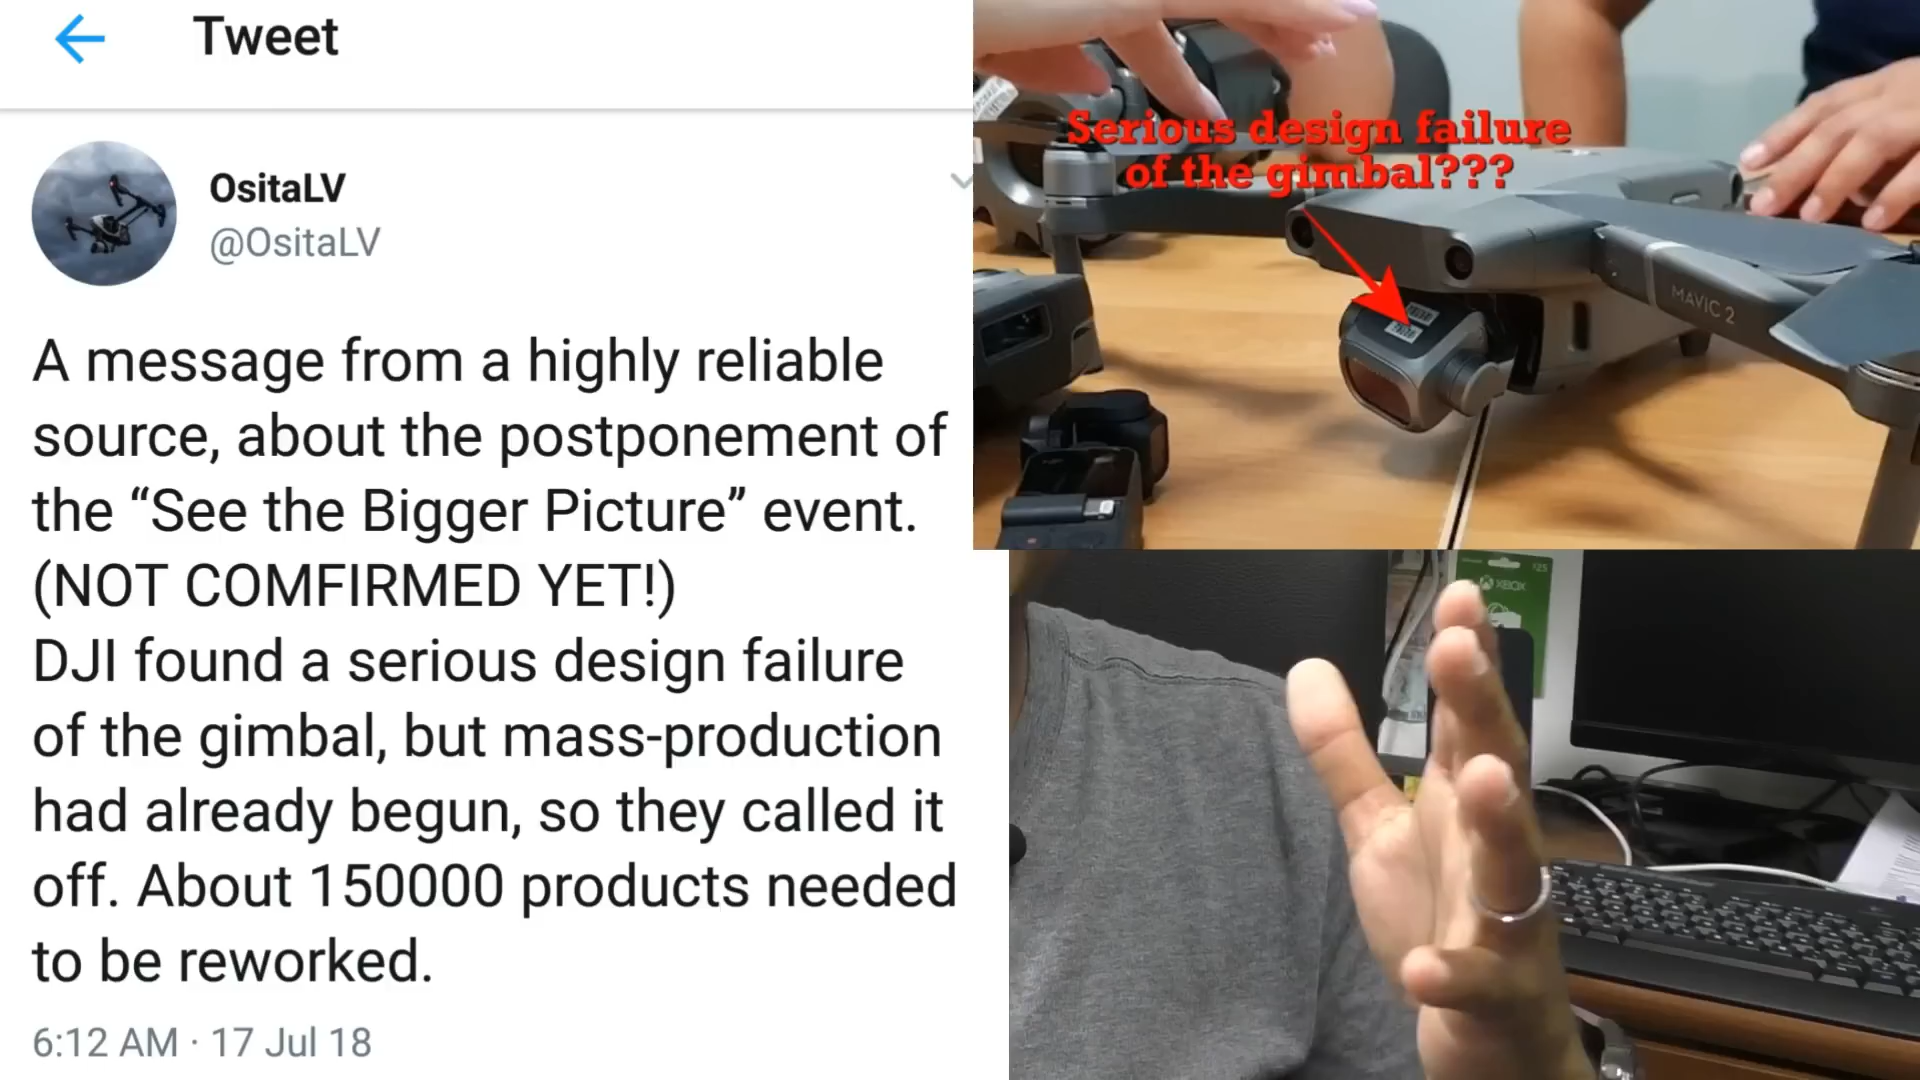 Tweet
OsitaLV
@OsitaLV
A message from a highly reliable
source, about the postponement of
the “See the Bigger Picture” event.
(NOT COMFIRMED YET!)
DJI found a serious design failure
of the gimbal, but mass-production
had already begun, so they called it
off. About 150000 products needed
to be reworked.
6:12 AM · 17 Jul 18
Serious design failure
of the gimbal???
MAVIC 2
$25
XBOX